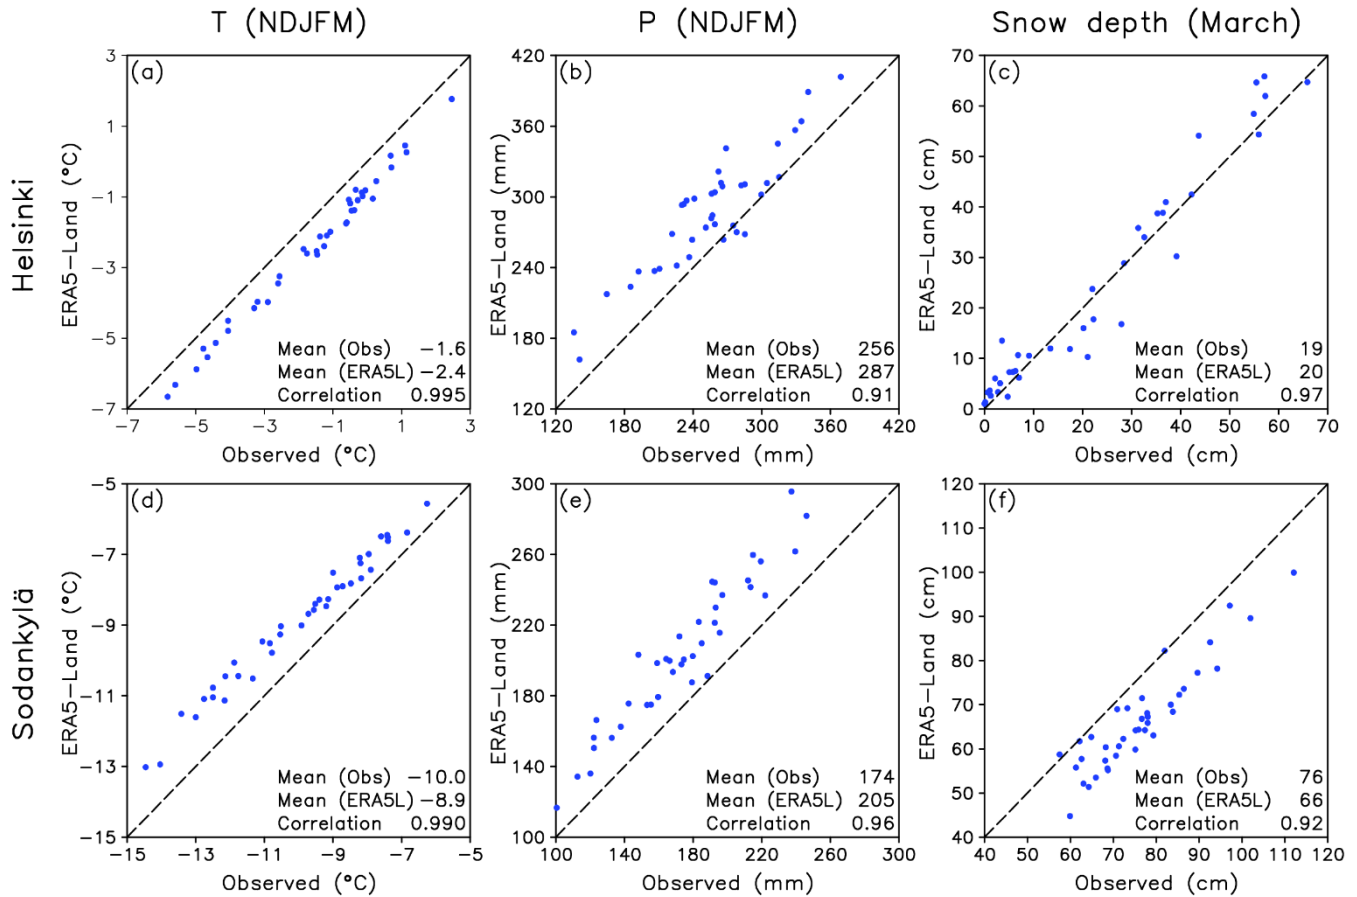 T (NDJFM)
P (NDJFM)
Snow depth (March)
Helsinki
(a)
ERA5−Land (°C)
3
1
−1
−3
−5
−7
Mean (Obs) −1.6
Mean (ERA5L) −2.4
Correlation 0.995
−7 −5 −3 −1 1 3
Observed (°C)
(b)
ERA5−Land (mm)
420
360
300
240
180
120
Mean (Obs) 256
Mean (ERA5L) 287
Correlation 0.91
120 180 240 300 360 420
Observed (mm)
(c)
ERA5−Land (cm)
70
60
50
40
30
20
10
0
Mean (Obs) 19
Mean (ERA5L) 20
Correlation 0.97
0 10 20 30 40 50 60 70
Observed (cm)
Sodankylä
(d)
ERA5−Land (°C)
−5
−7
−9
−11
−13
−15
Mean (Obs) −10.0
Mean (ERA5L) −8.9
Correlation 0.990
−15 −13 −11 −9 −7 −5
Observed (°C)
(e)
ERA5−Land (mm)
300
260
220
180
140
100
Mean (Obs) 174
Mean (ERA5L) 205
Correlation 0.96
100 140 180 220 260 300
Observed (mm)
(f)
ERA5−Land (cm)
120
110
100
90
80
70
60
50
40
Mean (Obs) 76
Mean (ERA5L) 66
Correlation 0.92
40 50 60 70 80 90 100 110 120
Observed (cm)